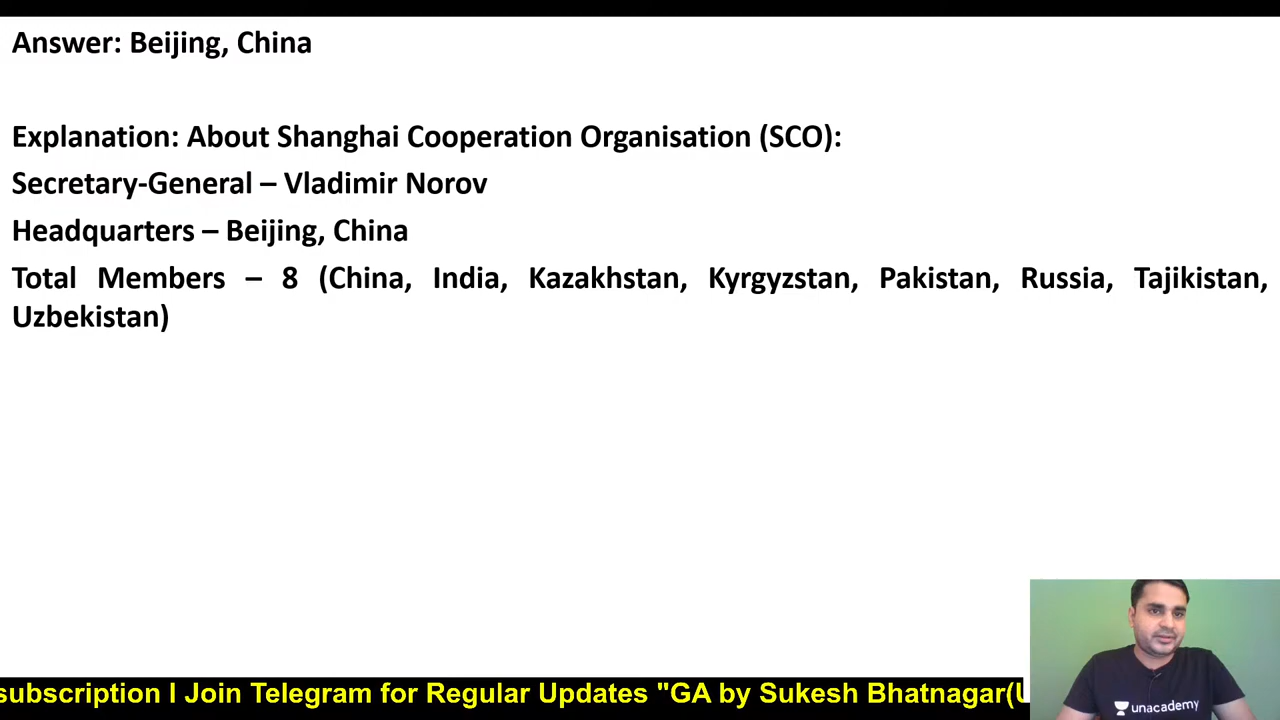 Answer: Beijing, China
Explanation: About Shanghai Cooperation Organisation (SCO):
Secretary-General – Vladimir Norov
Headquarters – Beijing, China
Total Members – 8 (China, India, Kazakhstan, Kyrgyzstan, Pakistan, Russia, Tajikistan,
Uzbekistan)
subscription I Join Telegram for Regular Updates "GA by Sukesh Bhatnagar(U
unacademy